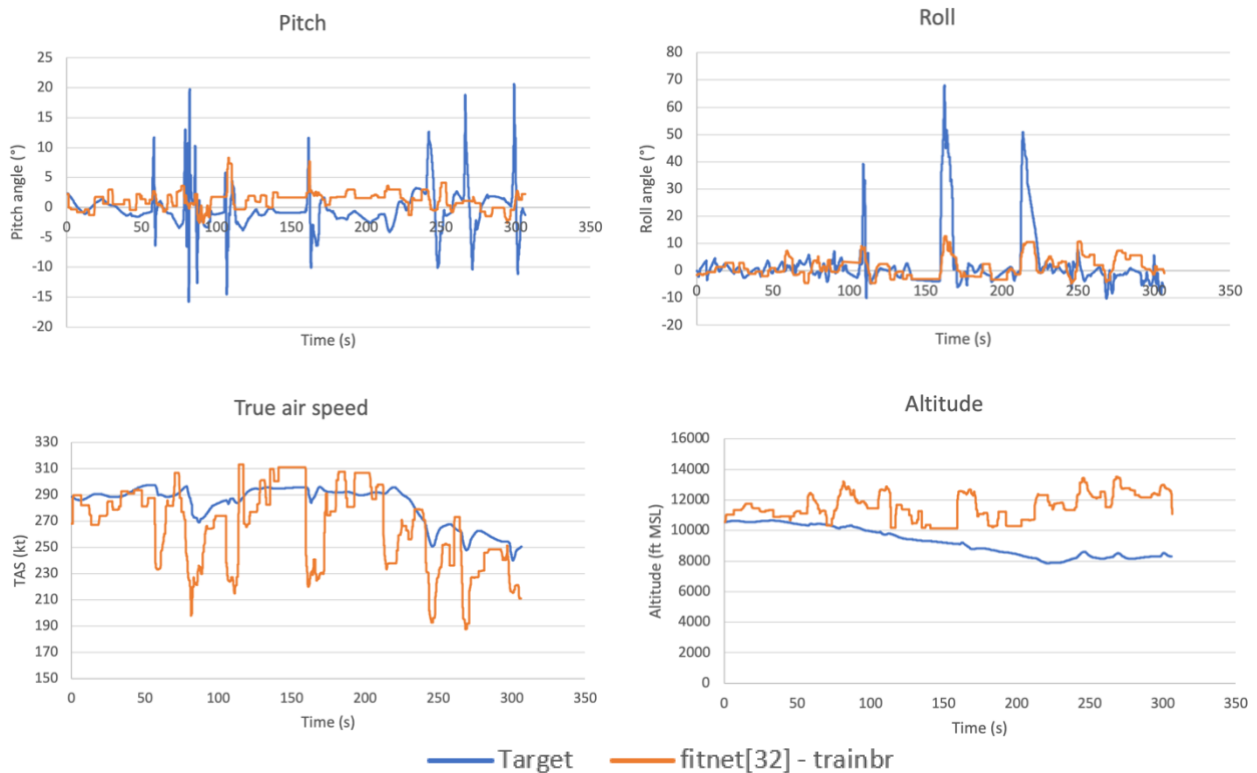 Pitch
25
20
15
10
5
0
-5
-10
-15
-20
0 50 100 150 200 250 300 350
Pitch angle (°)
Time (s)
Roll
80
70
60
50
40
30
20
10
0
-10
-20
0 50 100 150 200 250 300 350
Roll angle (°)
Time (s)
True air speed
330
310
290
270
250
230
210
190
170
150
0 50 100 150 200 250 300 350
TAS (kt)
Time (s)
Altitude
16000
14000
12000
10000
8000
6000
4000
2000
0
0 50 100 150 200 250 300 350
Altitude (ft MSL)
Time (s)
Target fitnet[32] - trainbr